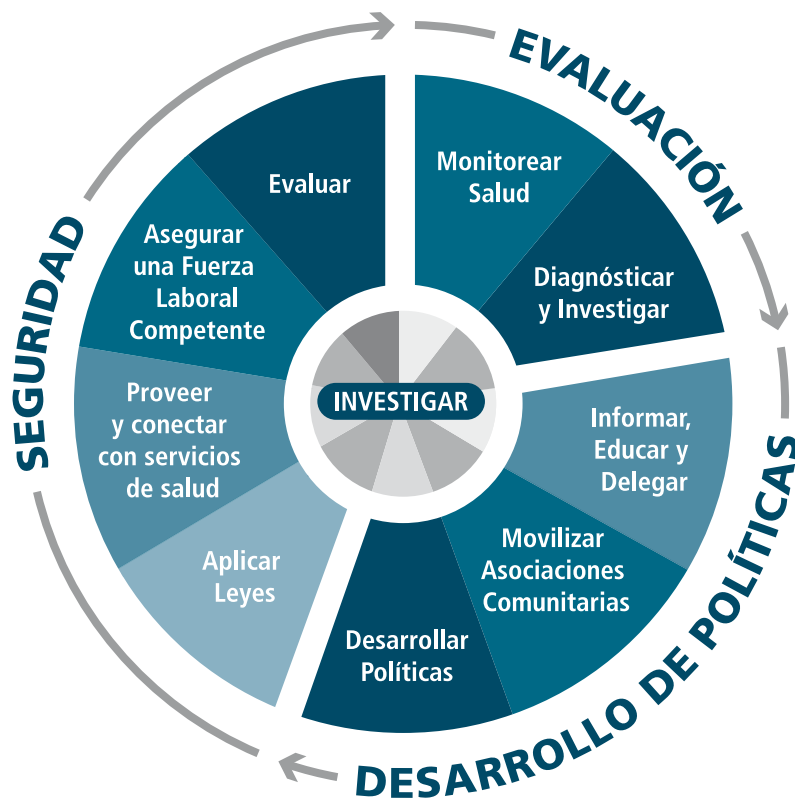 EVALUACIÓN
Monitorear
Salud
Diagnósticar
y Investigar
DESARROLLO DE POLÍTICAS
Informar,
Educar y
Delegar
Movilizar
Asociaciones
Comunitarias
Desarrollar
Políticas
SEGURIDAD
Aplicar
Leyes
Proveer
y conectar
con servicios
de salud
Asegurar
una Fuerza
Laboral
Competente
Evaluar
INVESTIGAR